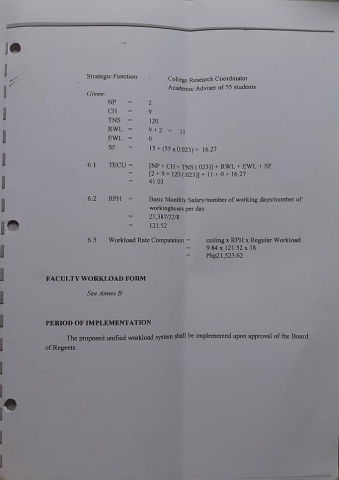 Strategic Function College Research Coordinator
Academic Adviser of 55 students
Given:
NP = 2
CH = 9
TNS = 120
RWL = 9 + 2 = 11
EWL = 0
SF = 15 + (55 x 0.023) = 16.27
6.1 TECU = [NP + CH + TNS (.023)] + RWL + EWL + SF
= [2 + 9 + 120 (.023)] + 11 + 0 + 16.27
= 41.03
6.2 RPH = Basic Monthly Salary/number of working days/number of
workinghours per day
= 21,387/22/8
= 121.52
6.3 Workload Rate Computation = ceiling x RPH x Regular Workload
= 9.84 x 121.52 x 18
= Php21,523.62
FACULTY WORKLOAD FORM
See Annex B
PERIOD OF IMPLEMENTATION
The proposed unified workload system shall be implemented upon approval of the Board
of Regents.